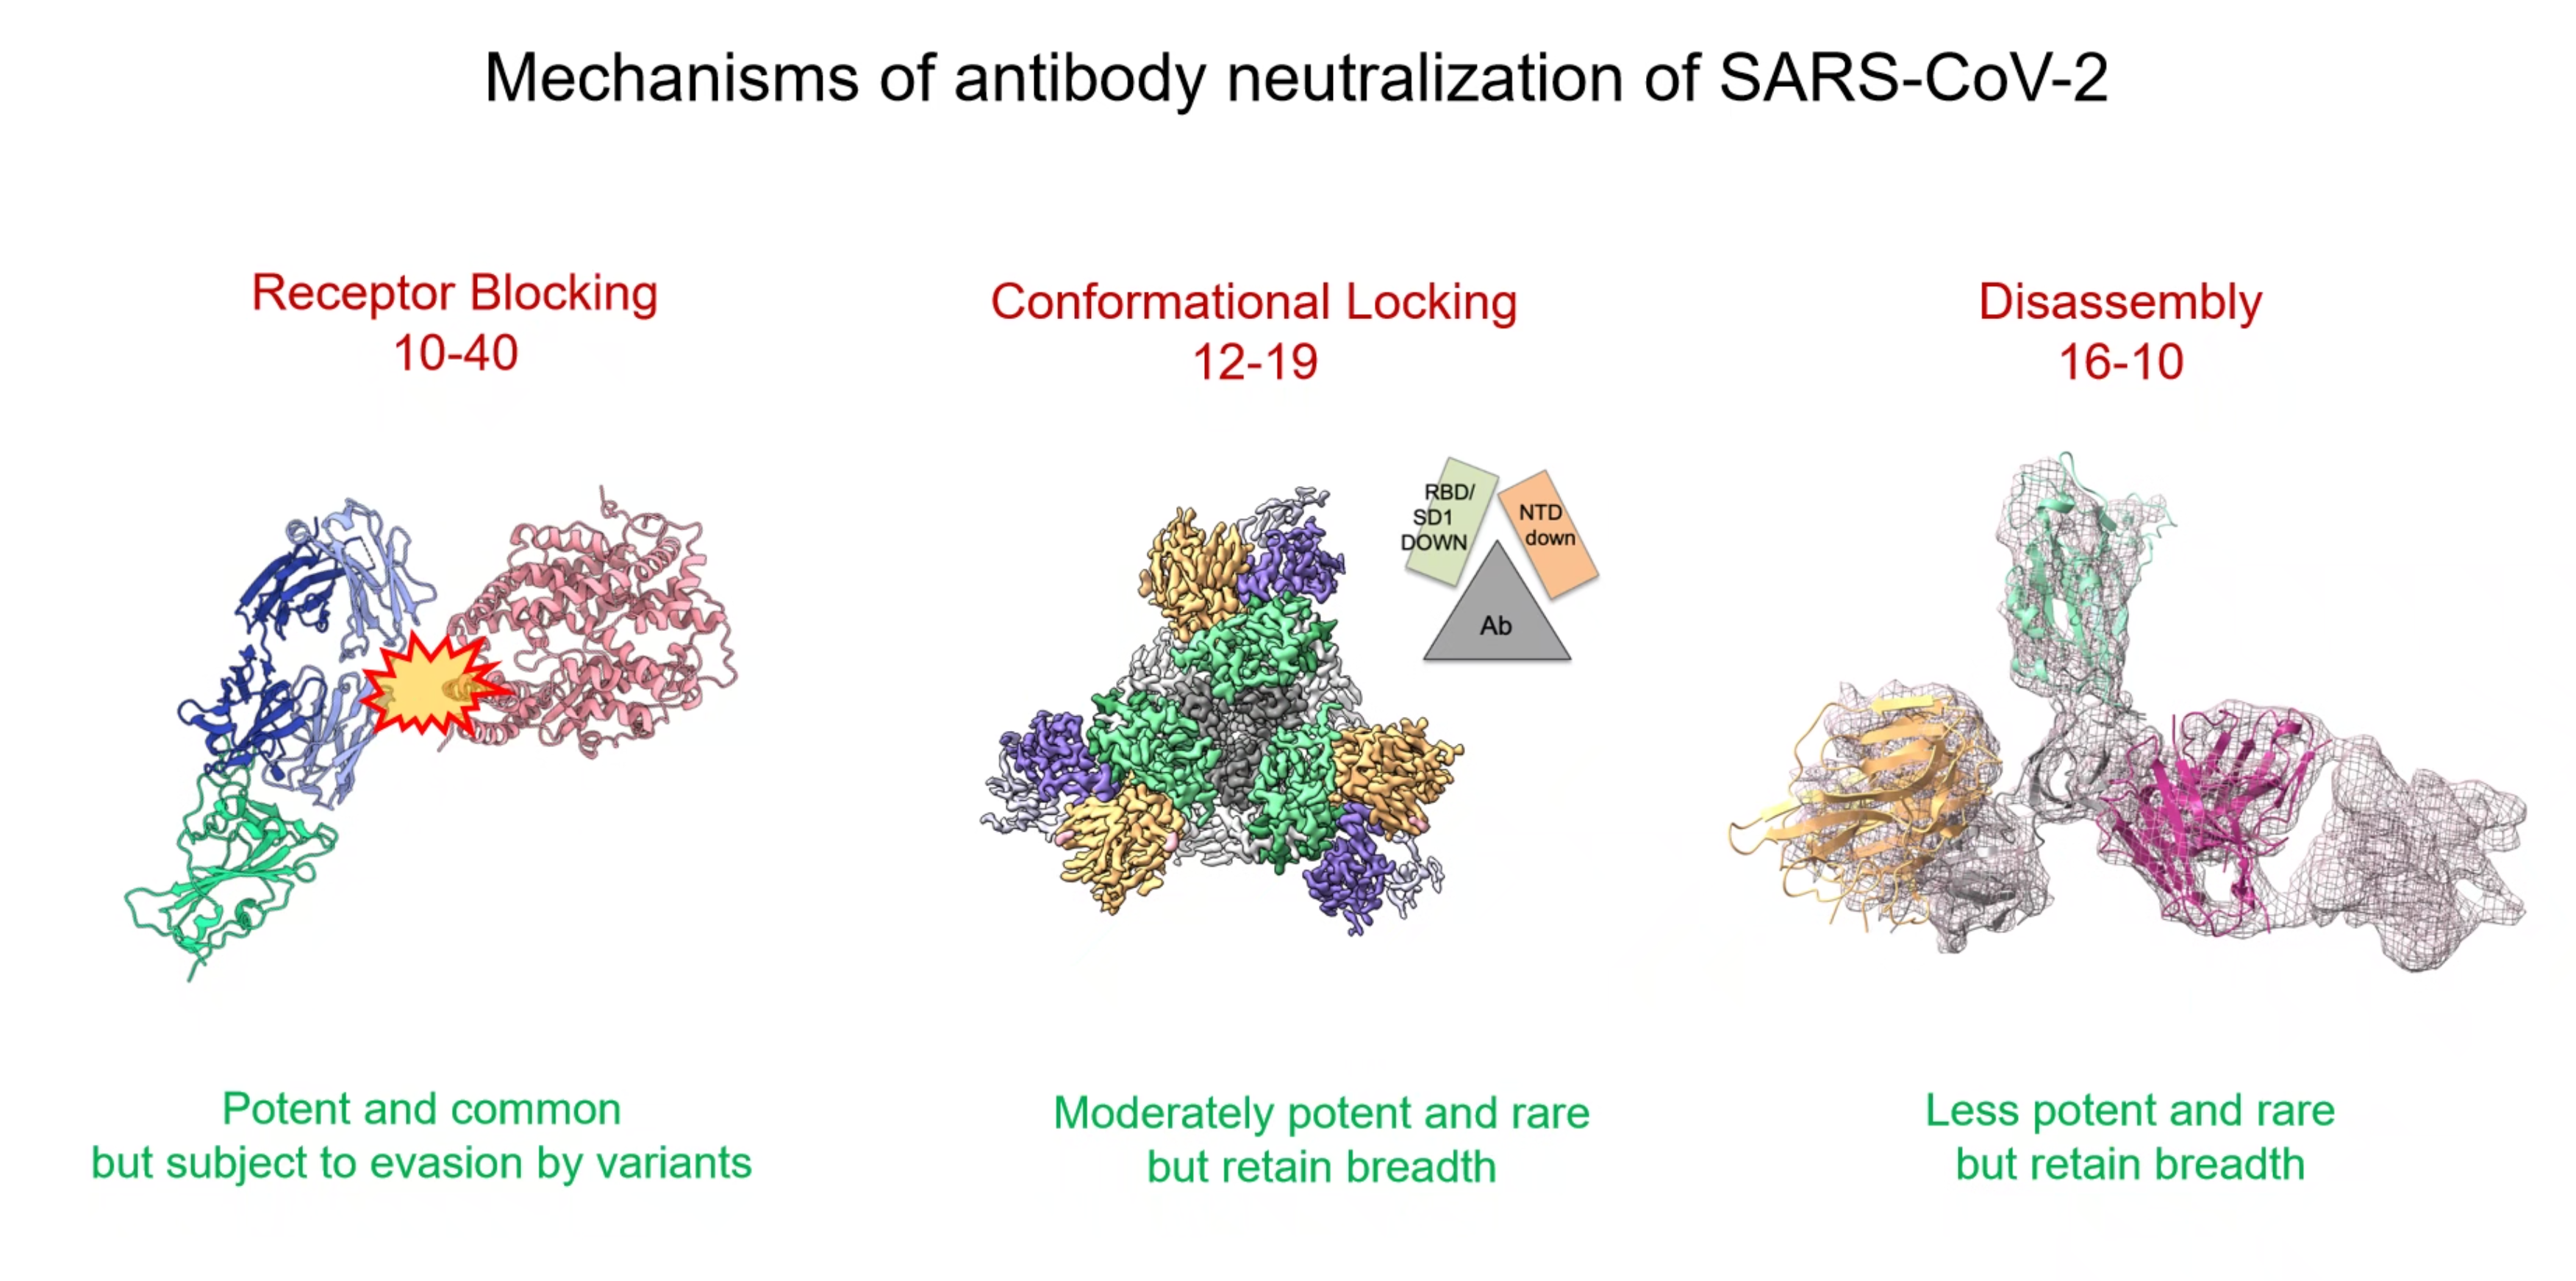 Mechanisms of antibody neutralization of SARS-CoV-2
Receptor Blocking
10-40
Conformational Locking
12-19
Disassembly
16-10
RBD/
SD1
DOWN
NTD
down
Ab
Potent and common
but subject to evasion by variants
Moderately potent and rare
but retain breadth
Less potent and rare
but retain breadth